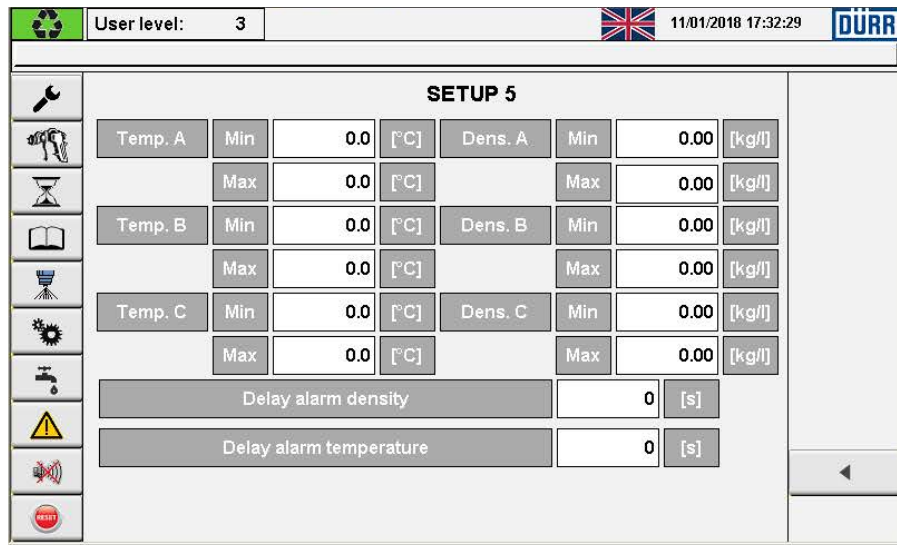 User level: 3 11/01/2018 17:32:29 DÜRR
SETUP 5
Temp. A Min 0.0 [°C] Dens. A Min 0.00 [kg/l]
Max 0.0 [°C] Max 0.00 [kg/l]
Temp. B Min 0.0 [°C] Dens. B Min 0.00 [kg/l]
Max 0.0 [°C] Max 0.00 [kg/l]
Temp. C Min 0.0 [°C] Dens. C Min 0.00 [kg/l]
Max 0.0 [°C] Max 0.00 [kg/l]
Delay alarm density 0 [s]
Delay alarm temperature 0 [s]
RESET